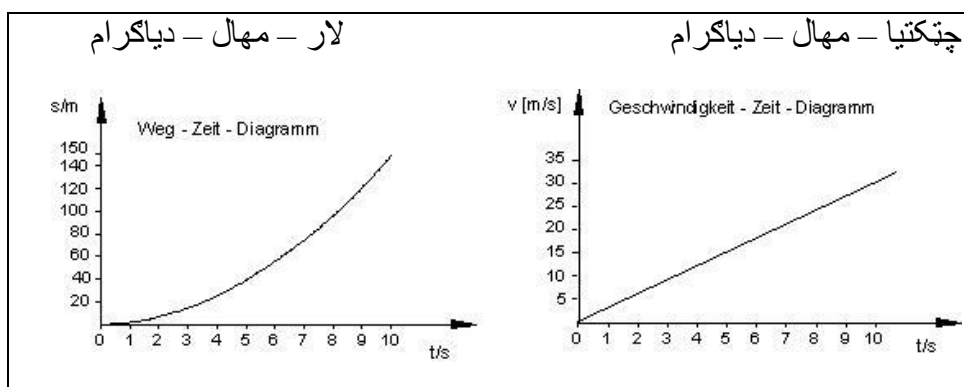 چټکتیا – مهال – دیاګرام
لار – مهال – دیاګرام
s/m
Weg - Zeit - Diagramm
150
140
120
100
80
60
40
20
0 1 2 3 4 5 6 7 8 9 10
t/s
v [m/s]
Geschwindigkeit - Zeit - Diagramm
35
30
25
20
15
10
5
0 1 2 3 4 5 6 7 8 9 10
t/s